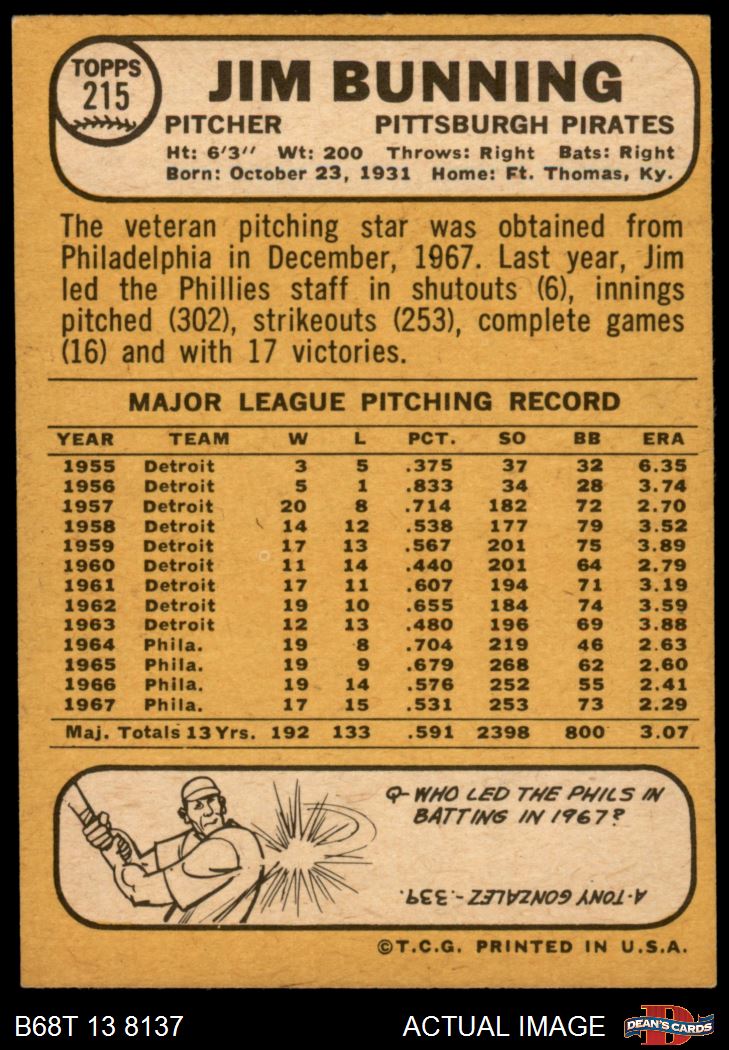 TOPPS
215
JIM BUNNING
PITCHER PITTSBURGH PIRATES
Ht: 6'3" Wt: 200 Throws: Right Bats: Right
Born: October 23, 1931 Home: Ft. Thomas, Ky.
The veteran pitching star was obtained from
Philadelphia in December, 1967. Last year, Jim
led the Phillies staff in shutouts (6), innings
pitched (302), strikeouts (253), complete games
(16) and with 17 victories.
MAJOR LEAGUE PITCHING RECORD
YEAR TEAM W L PCT. SO BB ERA
1955 Detroit 3 5 .375 37 32 6.35
1956 Detroit 5 1 .833 34 28 3.74
1957 Detroit 20 8 .714 182 72 2.70
1958 Detroit 14 12 .538 177 79 3.52
1959 Detroit 17 13 .567 201 75 3.89
1960 Detroit 11 14 .440 201 64 2.79
1961 Detroit 17 11 .607 194 71 3.19
1962 Detroit 19 10 .655 184 74 3.59
1963 Detroit 12 13 .480 196 69 3.88
1964 Phila. 19 8 .704 219 46 2.63
1965 Phila. 19 9 .679 268 62 2.60
1966 Phila. 19 14 .576 252 55 2.41
1967 Phila. 17 15 .531 253 73 2.29
Maj. Totals 13 Yrs. 192 133 .591 2398 800 3.07
Q- WHO LED THE PHILS IN
BATTING IN 1967?
A- TONY GONZALEZ - .339.
©T.C.G. PRINTED IN U.S.A.
B68T 13 8137 ACTUAL IMAGE
D
DEAN'S CARDS